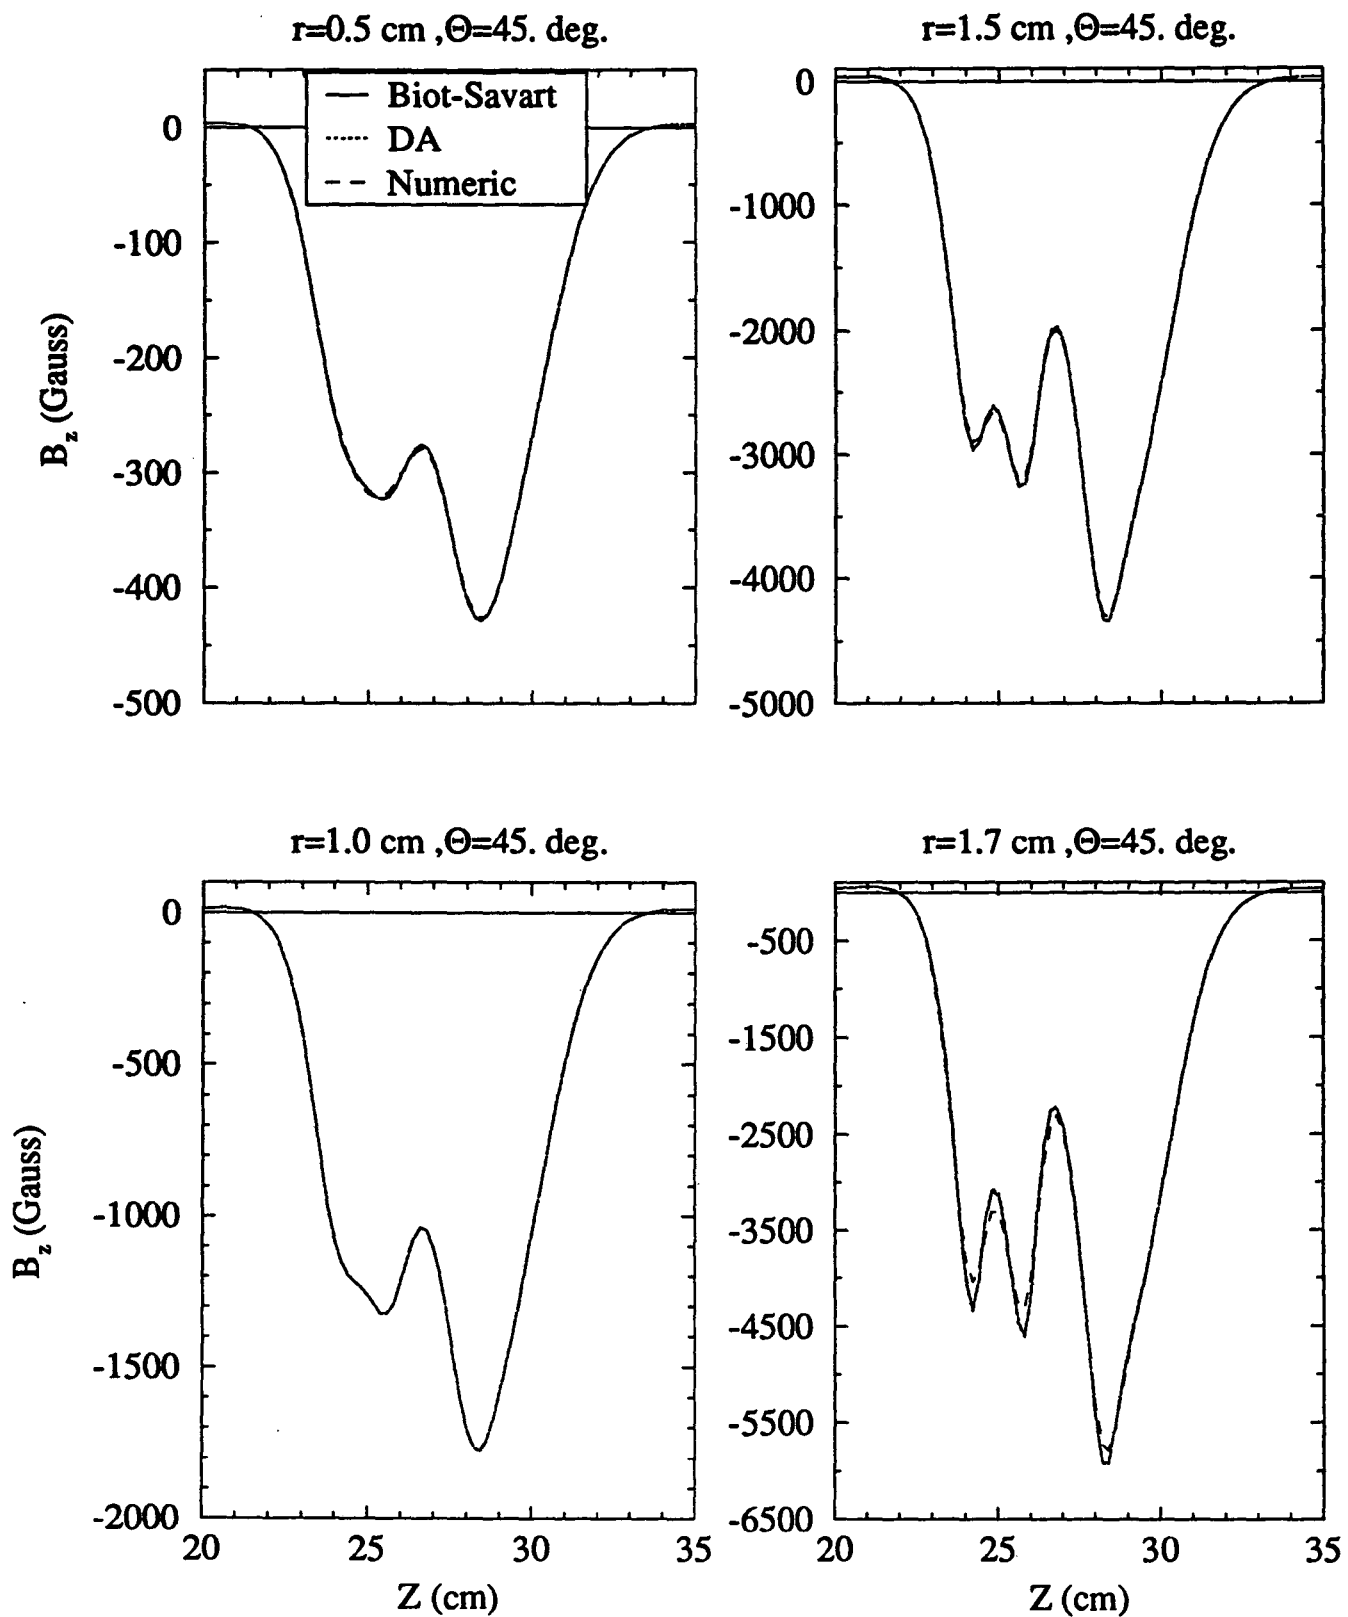 r=0.5 cm ,Θ=45. deg.
Biot-Savart
DA
Numeric
0
-100
-200
-300
-400
-500
B_z (Gauss)
r=1.5 cm ,Θ=45. deg.
0
-1000
-2000
-3000
-4000
-5000
r=1.0 cm ,Θ=45. deg.
0
-500
-1000
-1500
-2000
B_z (Gauss)
20 25 30 35
Z (cm)
r=1.7 cm ,Θ=45. deg.
-500
-1500
-2500
-3500
-4500
-5500
-6500
20 25 30 35
Z (cm)